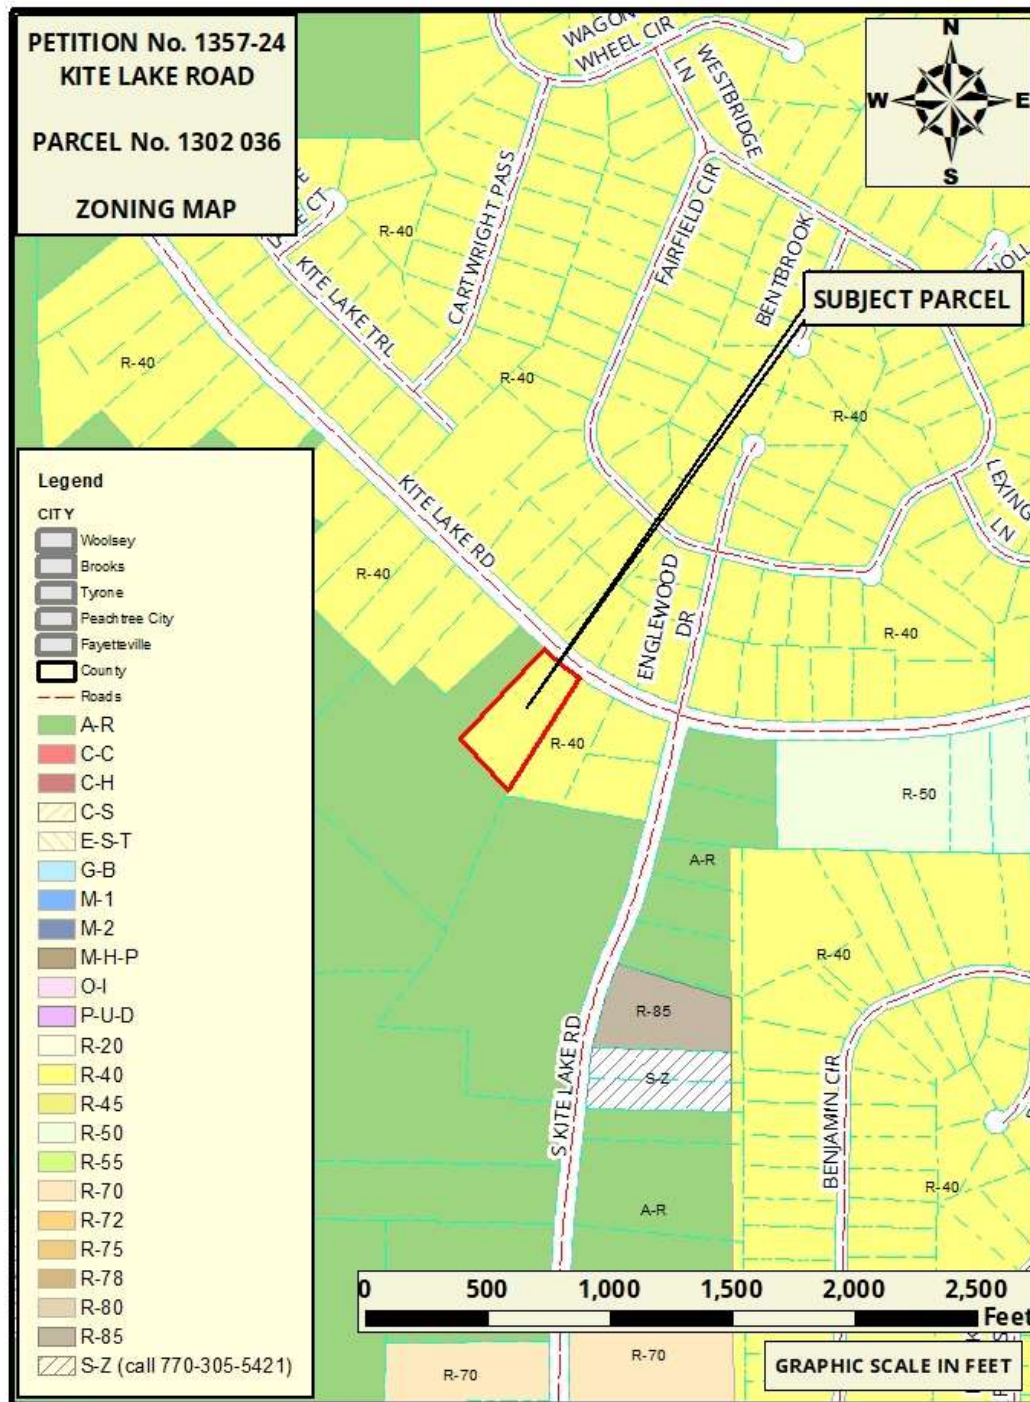 PETITION No. 1357-24
KITE LAKE ROAD
PARCEL No. 1302 036
ZONING MAP
N
W
E
S
WAGON
WHEEL CIR
LN
WESTBRIDGE
CT
R-40
CARTWRIGHT PASS
FAIRFIELD CIR
BENTBROOK
KITE LAKE TRL
SUBJECT PARCEL
R-40
R-40
R-40
LN
KITE LAKE RD
R-40
ENGLEWOOD
DR
R-40
R-40
R-50
A-R
R-40
R-85
S-Z
S KITE LAKE RD
BENJAMIN CIR
R-40
A-R
R-70
R-70
Legend
CITY
Woolsey
Brooks
Tyrone
Peachtree City
Fayetteville
County
Roads
A-R
C-C
C-H
C-S
E-S-T
G-B
M-1
M-2
M-H-P
O-I
P-U-D
R-20
R-40
R-45
R-50
R-55
R-70
R-72
R-75
R-78
R-80
R-85
S-Z (call 770-305-5421)
0 500 1,000 1,500 2,000 2,500
Feet
GRAPHIC SCALE IN FEET